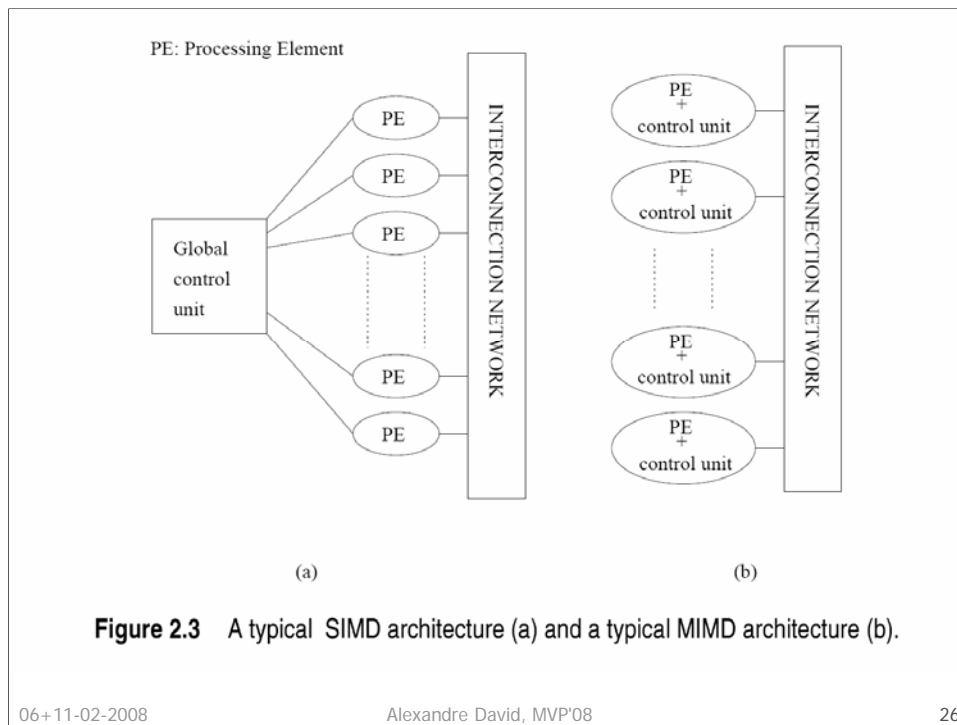 PE: Processing Element
Global
control
unit
PE
PE
PE
PE
PE
INTERCONNECTION NETWORK
PE
+
control unit
PE
+
control unit
PE
+
control unit
PE
+
control unit
INTERCONNECTION NETWORK
(a)
(b)
Figure 2.3 A typical SIMD architecture (a) and a typical MIMD architecture (b).
06+11-02-2008
Alexandre David, MVP'08
26